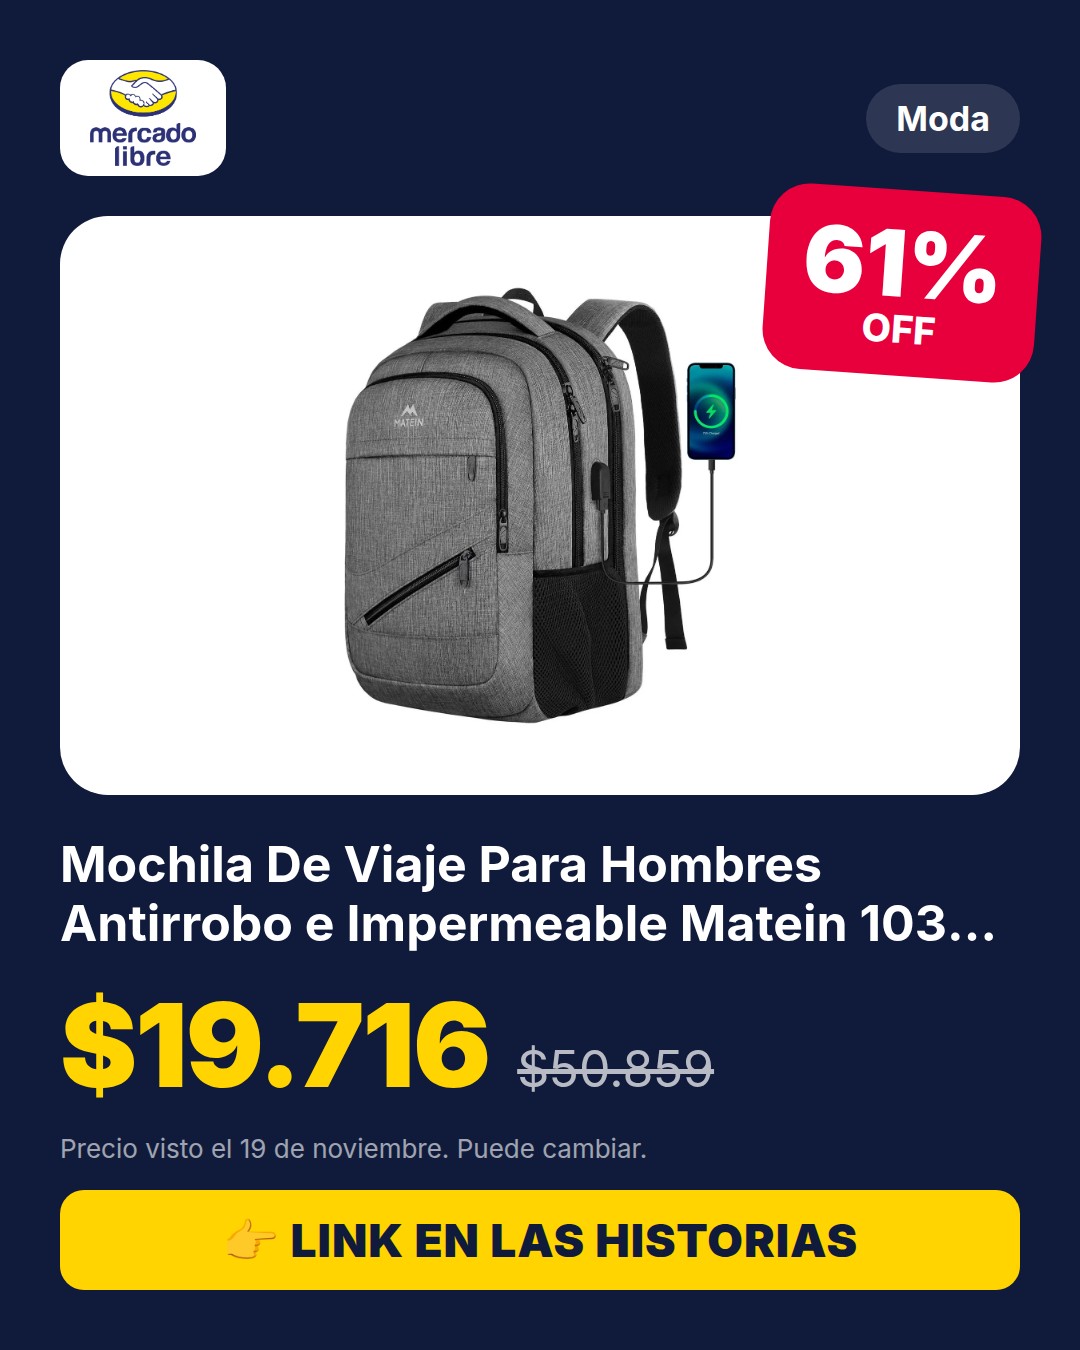 mercado
libre
Moda
61%
OFF
MATEIN
Mochila De Viaje Para Hombres
Antirrobo e Impermeable Matein 103...
$19.716 $50.859
Precio visto el 19 de noviembre. Puede cambiar.
👉 LINK EN LAS HISTORIAS